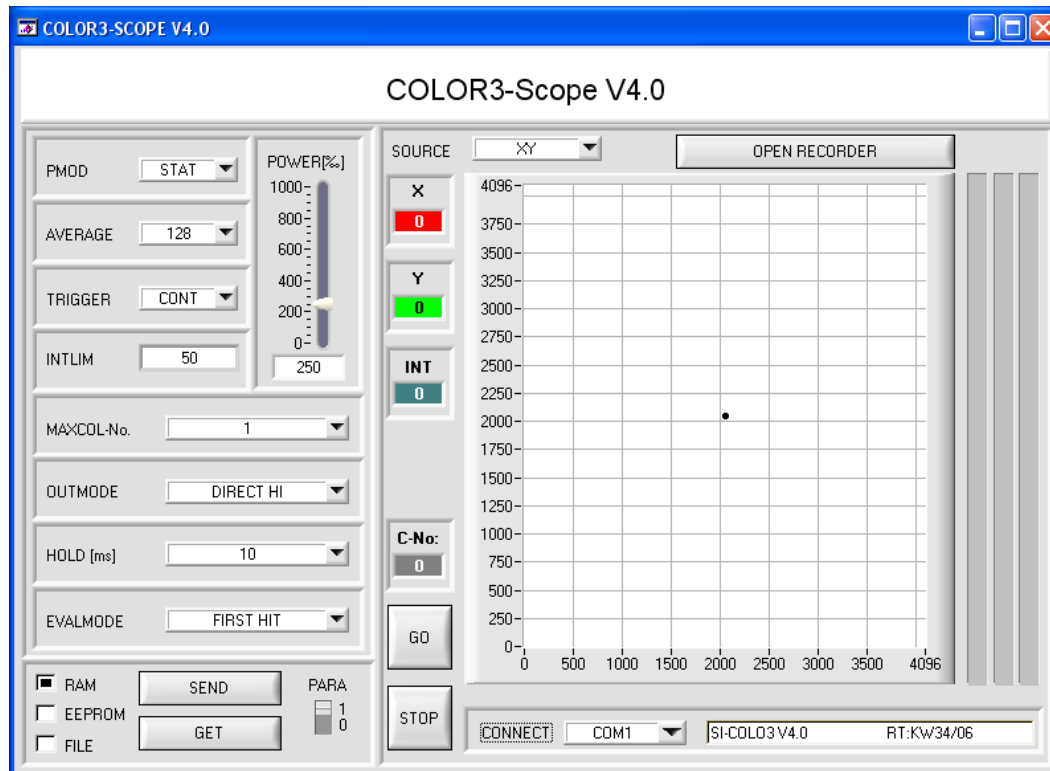 COLOR3-SCOPE V4.0
COLOR3-Scope V4.0
PMOD STAT
AVERAGE 128
TRIGGER CONT
INTLIM 50
POWER[‰]
1000
800
600
400
200
0
250
MAXCOL-No. 1
OUTMODE DIRECT HI
HOLD [ms] 10
EVALMODE FIRST HIT
RAM
EEPROM
FILE
SEND
GET
PARA
1
0
SOURCE XY OPEN RECORDER
X
0
Y
0
INT
0
C-No:
0
GO
STOP
4096
3750
3500
3250
3000
2750
2500
2250
2000
1750
1500
1250
1000
750
500
250
0
0 500 1000 1500 2000 2500 3000 3500 4096
CONNECT COM1 SI-COLO3 V4.0 RT:KW34/06